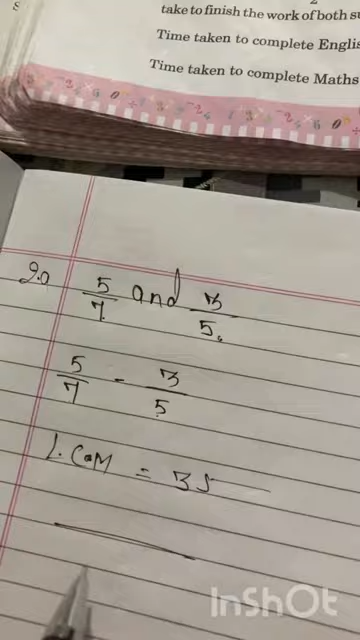 take to finish the work of both su
Time taken to complete Englis
Time taken to complete Maths
2.a 5/7 and 3/5.
5/7 - 3/5
L.C.M = 35
InShOt